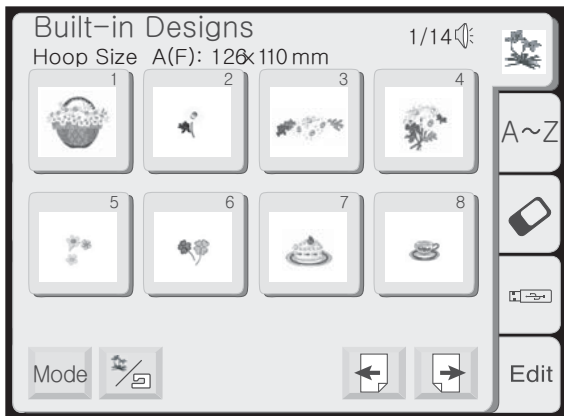 Built-in Designs
1/14
Hoop Size A(F): 126×110 mm
1 2 3 4
A~Z
5 6 7 8
Mode
Edit